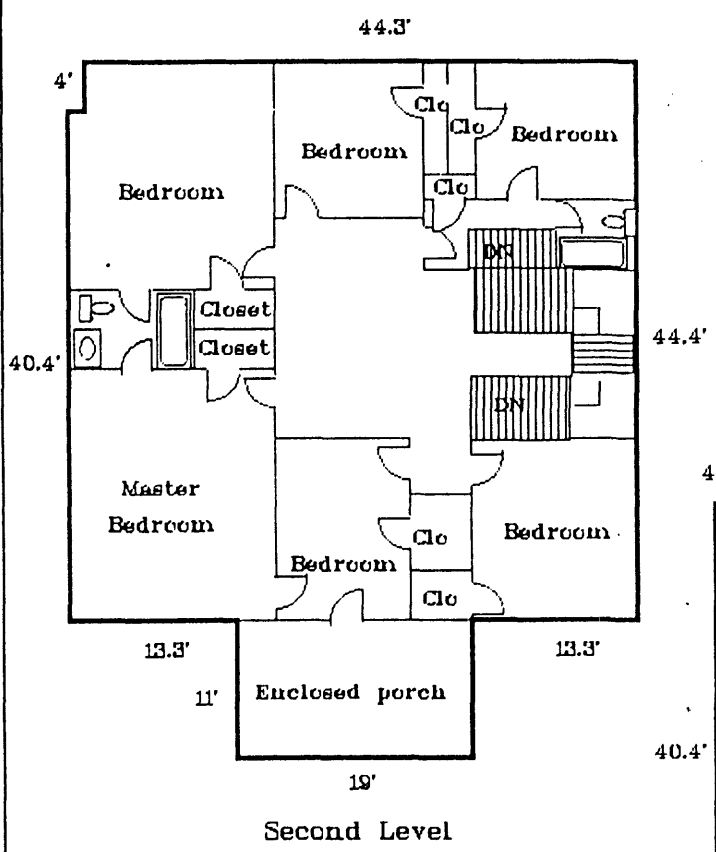 44.3'
4'
Clo
Clo
Bedroom
Bedroom
Bedroom
Clo
DN
Closet
44.4'
Closet
40.4'
DN
4
Master
Bedroom
Bedroom
Clo
Bedroom
Clo
13.3'
13.3'
11'
Enclosed porch
40.4'
19'
Second Level